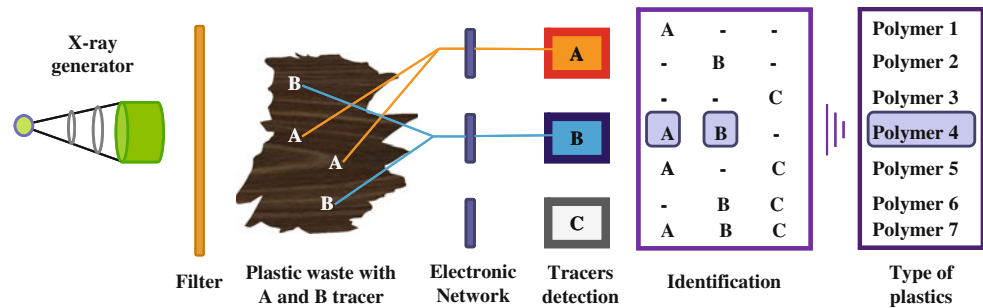 X-ray
generator
Filter
B
A
A
B
Plastic waste with
A and B tracer
Electronic
Network
A
B
C
Tracers
detection
A - -
- B -
- - C
A B -
A - C
- B C
A B C
Identification
Polymer 1
Polymer 2
Polymer 3
Polymer 4
Polymer 5
Polymer 6
Polymer 7
Type of
plastics